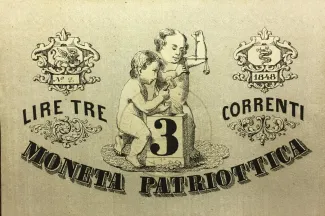 1848
LIRE TRE
CORRENTI
3
MONETA PATRIOTTICA